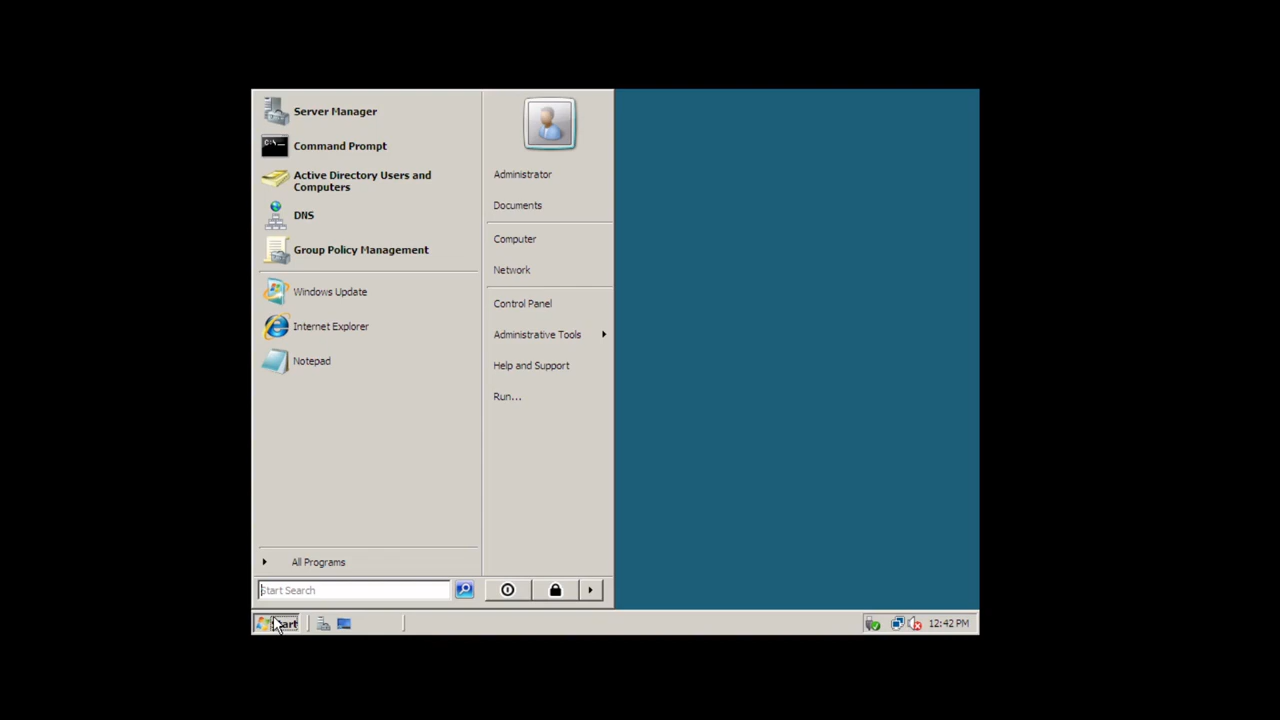 Server Manager
Command Prompt
Active Directory Users and
Computers
DNS
Group Policy Management
Windows Update
Internet Explorer
Notepad
All Programs
Start Search
Administrator
Documents
Computer
Network
Control Panel
Administrative Tools
Help and Support
Run...
Start
12:42 PM